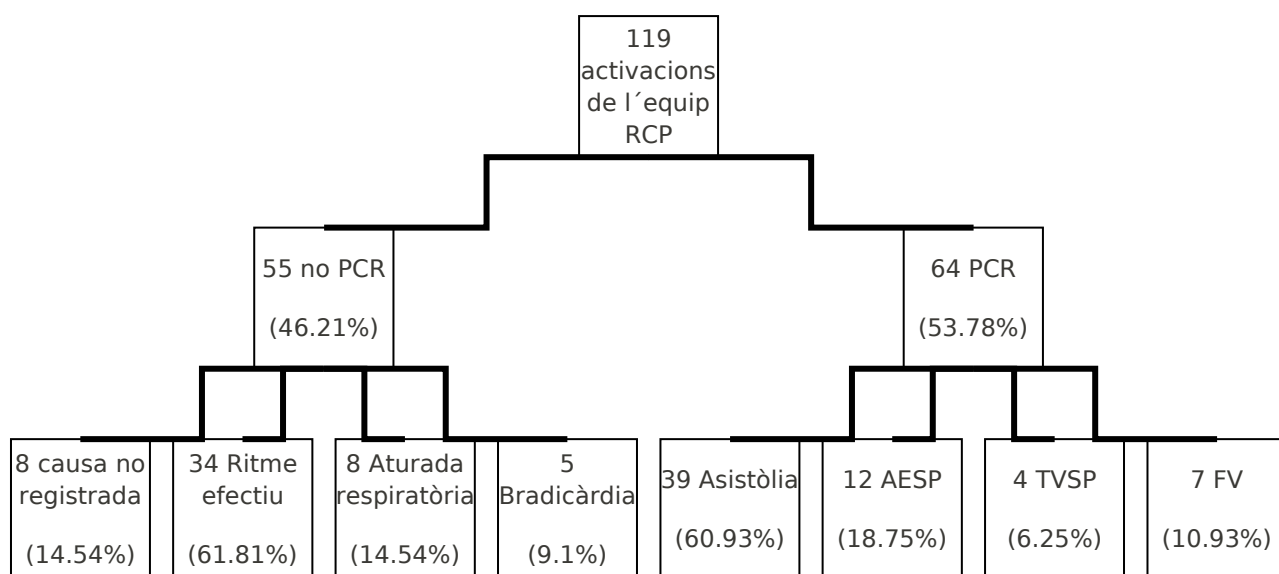 119
activacions
de l´equip
RCP
55 no PCR
(46.21%)
64 PCR
(53.78%)
8 causa no
registrada
(14.54%)
34 Ritme
efectiu
(61.81%)
8 Aturada
respiratòria
(14.54%)
5
Bradicàrdia
(9.1%)
39 Asistòlia
(60.93%)
12 AESP
(18.75%)
4 TVSP
(6.25%)
7 FV
(10.93%)